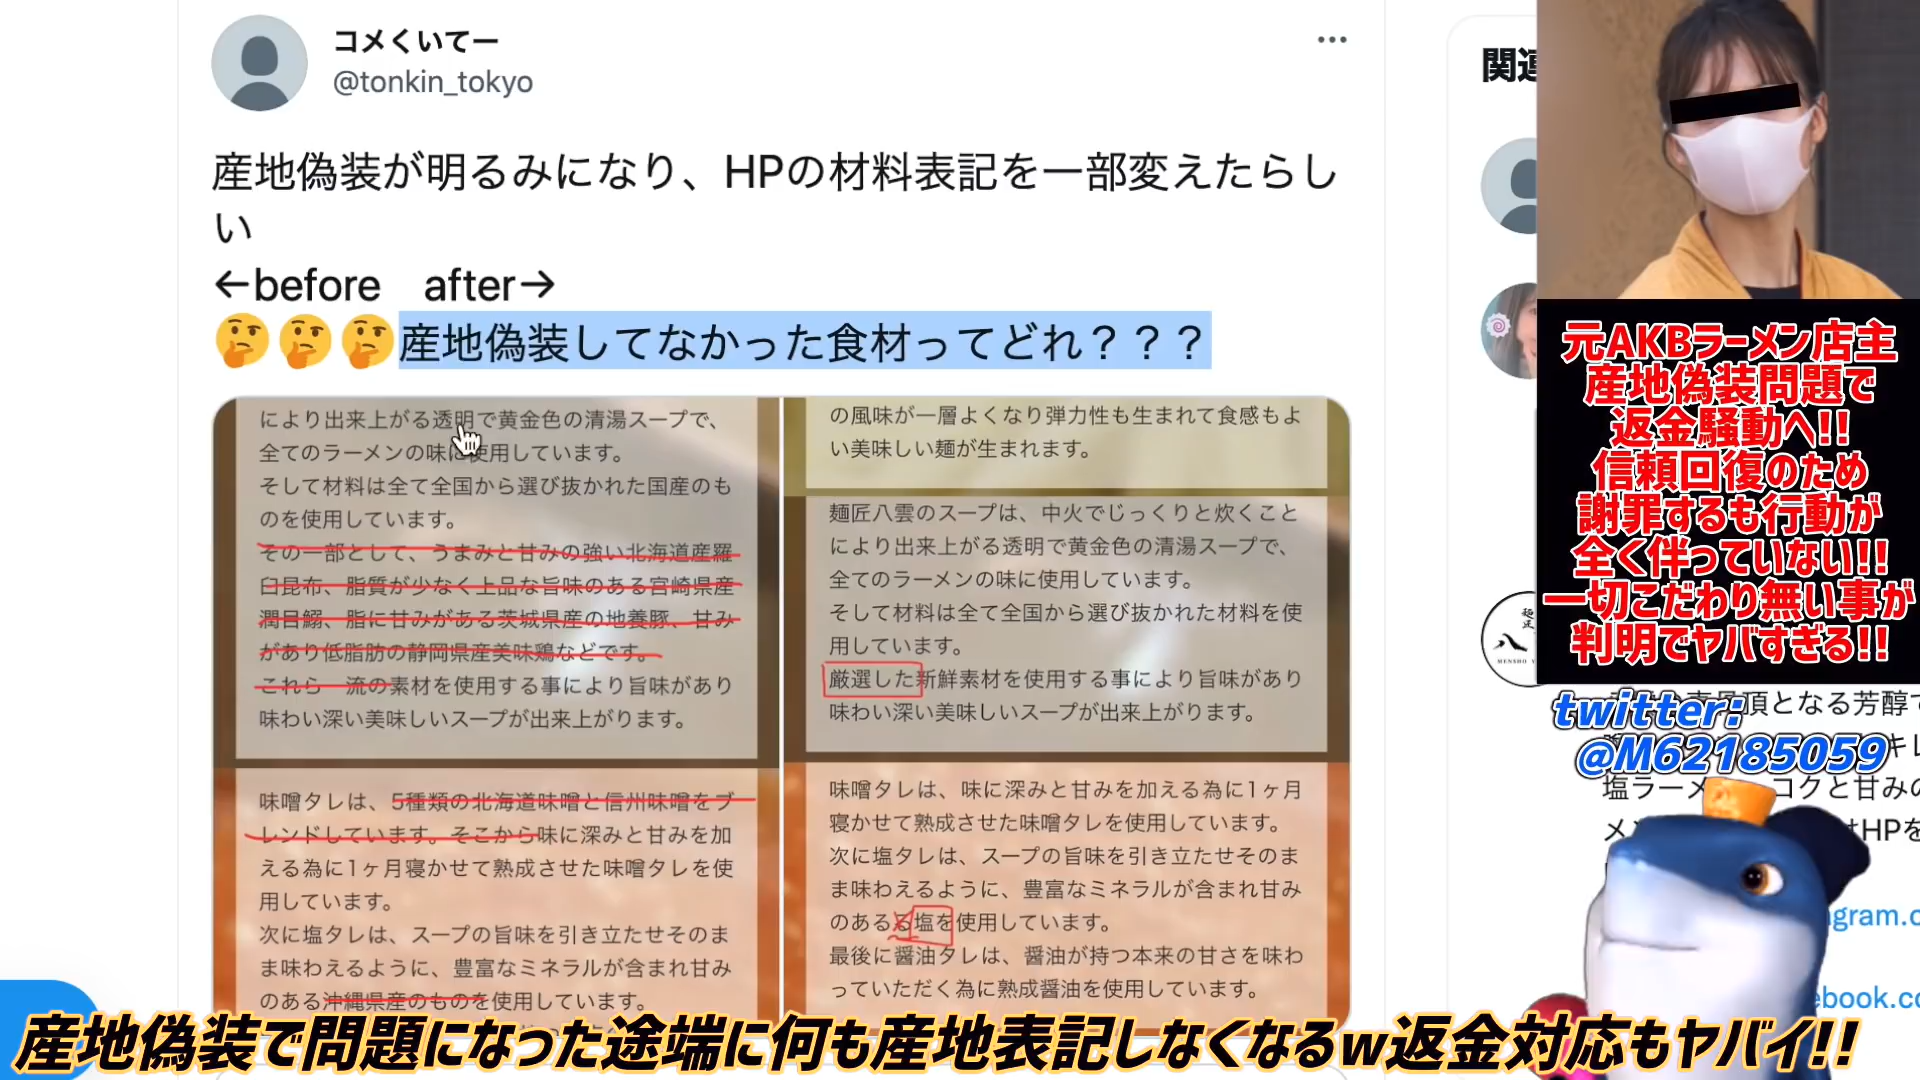 コメくいてー
@tonkin_tokyo
産地偽装が明るみになり、HPの材料表記を一部変えたらし
い
←before　after→
🤔🤔🤔産地偽装してなかった食材ってどれ？？？
により出来上がる透明で黄金色の清湯スープで、
全てのラーメンの味に使用しています。
そして材料は全て全国から選び抜かれた国産のも
のを使用しています。
その一部として、うまみと甘みの強い北海道産羅
臼昆布、脂質が少なく上品な旨味のある宮崎県産
潤目鰯、脂に甘みがある茨城県産の地養豚、甘み
があり低脂肪の静岡県産美味鶏などです。
これら一流の素材を使用する事により旨味があり
味わい深い美味しいスープが出来上がります。
味噌タレは、5種類の北海道味噌と信州味噌をブ
レンドしています。そこから味に深みと甘みを加
える為に1ヶ月寝かせて熟成させた味噌タレを使
用しています。
次に塩タレは、スープの旨味を引き立たせそのま
ま味わえるように、豊富なミネラルが含まれ甘み
のある沖縄県産のものを使用しています。
の風味が一層よくなり弾力性も生まれて食感もよ
い美味しい麺が生まれます。
麺匠八雲のスープは、中火でじっくりと炊くこと
により出来上がる透明で黄金色の清湯スープで、
全てのラーメンの味に使用しています。
そして材料は全て全国から選び抜かれた材料を使
用しています。
厳選した新鮮素材を使用する事により旨味があり
味わい深い美味しいスープが出来上がります。
味噌タレは、味に深みと甘みを加える為に1ヶ月
寝かせて熟成させた味噌タレを使用しています。
次に塩タレは、スープの旨味を引き立たせそのま
ま味わえるように、豊富なミネラルが含まれ甘み
のある塩を使用しています。
最後に醤油タレは、醤油が持つ本来の甘さを味わ
っていただく為に熟成醤油を使用しています。
関連
元AKBラーメン店主
産地偽装問題で
返金騒動へ!!
信頼回復のため
謝罪するも行動が
全く伴っていない!!
一切こだわり無い事が
判明でヤバすぎる!!
twitter:
@M62185059
頂となる芳醇で
塩ラーメ コクと甘みの
HPを
gram.c
ebook.co
産地偽装で問題になった途端に何も産地表記しなくなるw返金対応もヤバイ!!